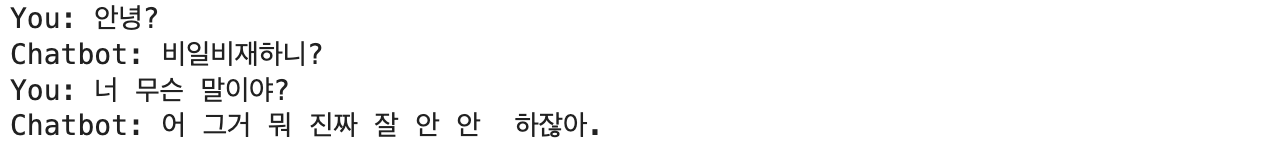 You: 안녕?
Chatbot: 비일비재하니?
You: 너 무슨 말이야?
Chatbot: 어 그거 뭐 진짜 잘 안 안  하잖아.